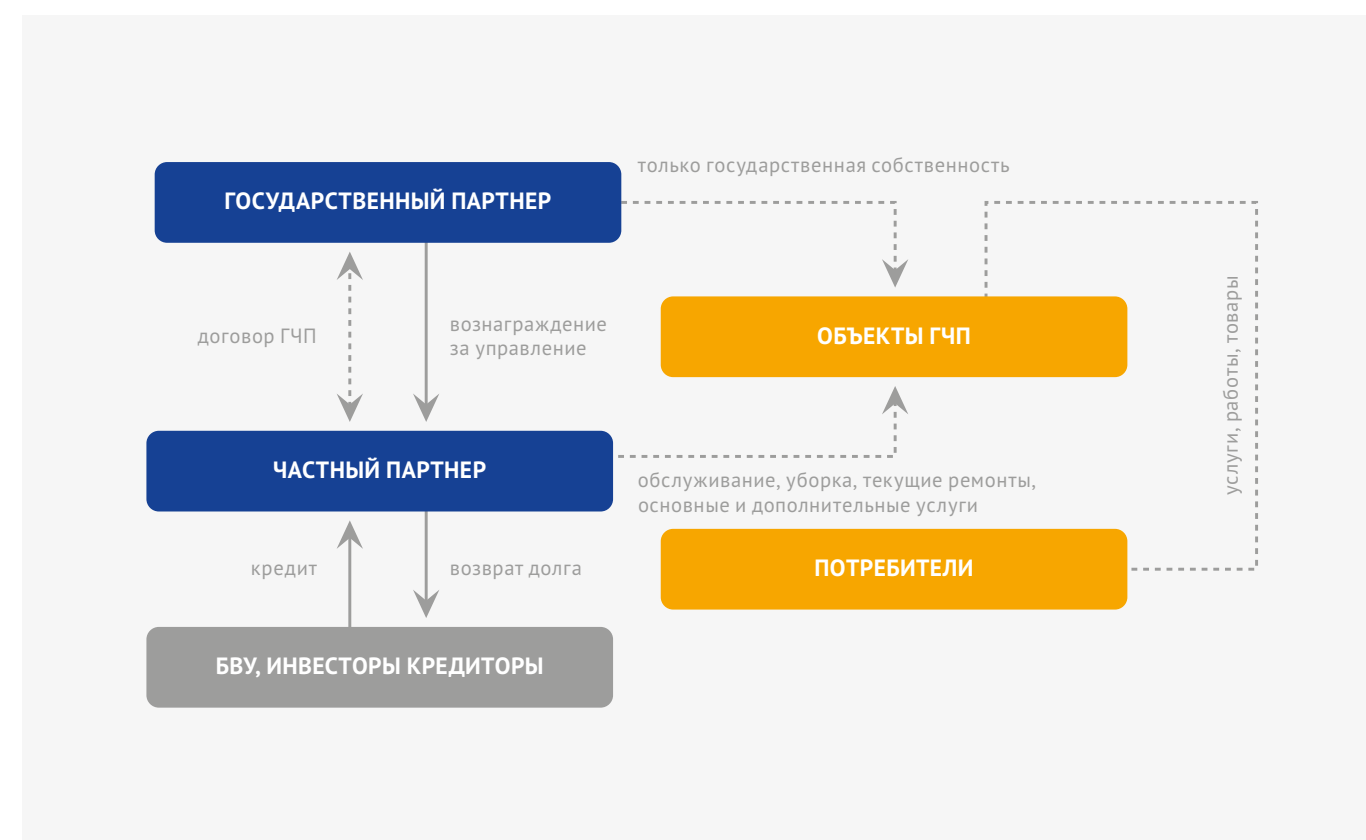 только государственная собственность
ГОСУДАРСТВЕННЫЙ ПАРТНЕР
договор ГЧП
вознаграждение
за управление
ОБЪЕКТЫ ГЧП
услуги, работы, товары
ЧАСТНЫЙ ПАРТНЕР
обслуживание, уборка, текущие ремонты,
основные и дополнительные услуги
кредит
возврат долга
ПОТРЕБИТЕЛИ
БВУ, ИНВЕСТОРЫ КРЕДИТОРЫ